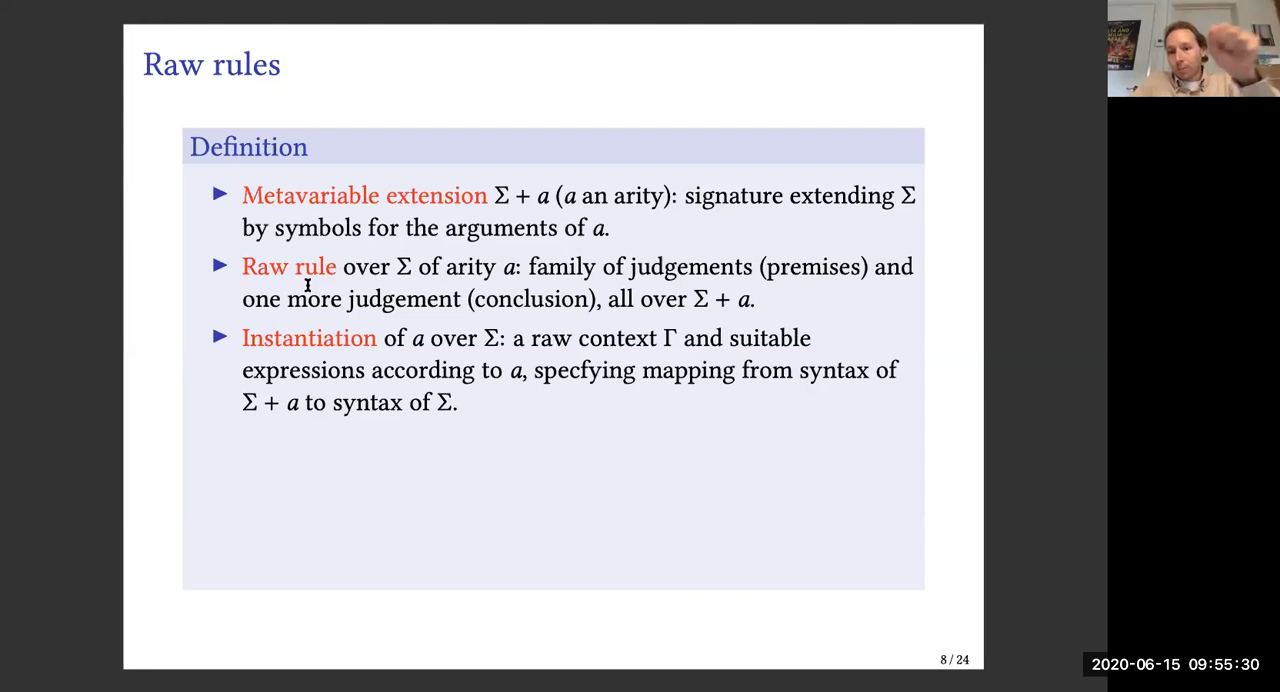 Raw rules
Definition
▶ Metavariable extension Σ + a (a an arity): signature extending Σ
by symbols for the arguments of a.
▶ Raw rule over Σ of arity a: family of judgements (premises) and
one more judgement (conclusion), all over Σ + a.
▶ Instantiation of a over Σ: a raw context Γ and suitable
expressions according to a, specfying mapping from syntax of
Σ + a to syntax of Σ.
8 / 24
2020-06-15 09:55:30